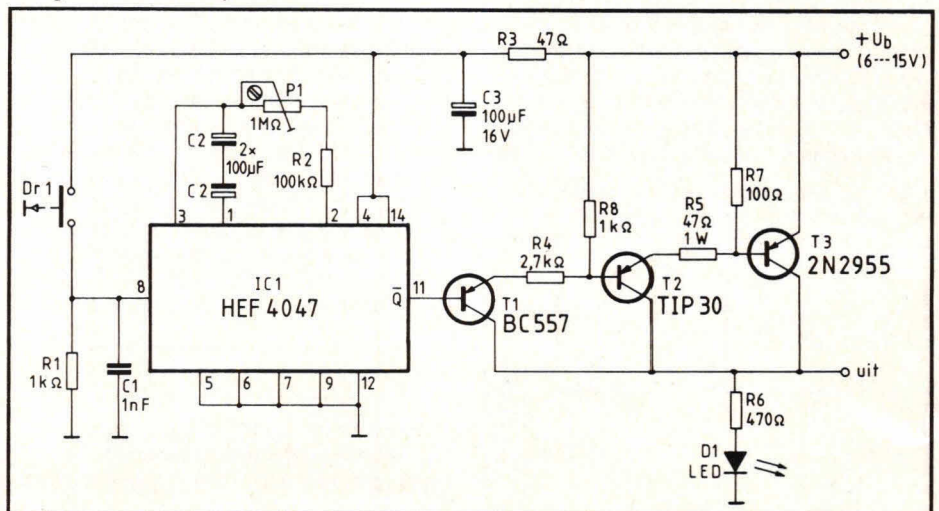 R3 47Ω
+Ub
(6---15V)
P1
1MΩ
C3
100µF
16V
C2
2×
100µF
C2
R2
100kΩ
Dr1
3
1
2
4
14
R7
100Ω
R8
1kΩ
R5
47Ω
1W
R4
2,7kΩ
T3
2N2955
IC1
HEF 4047
8
Q
11
T1
BC557
T2
TIP 30
R1
1kΩ
C1
1nF
5
6
7
9
12
uit
R6
470Ω
D1
LED